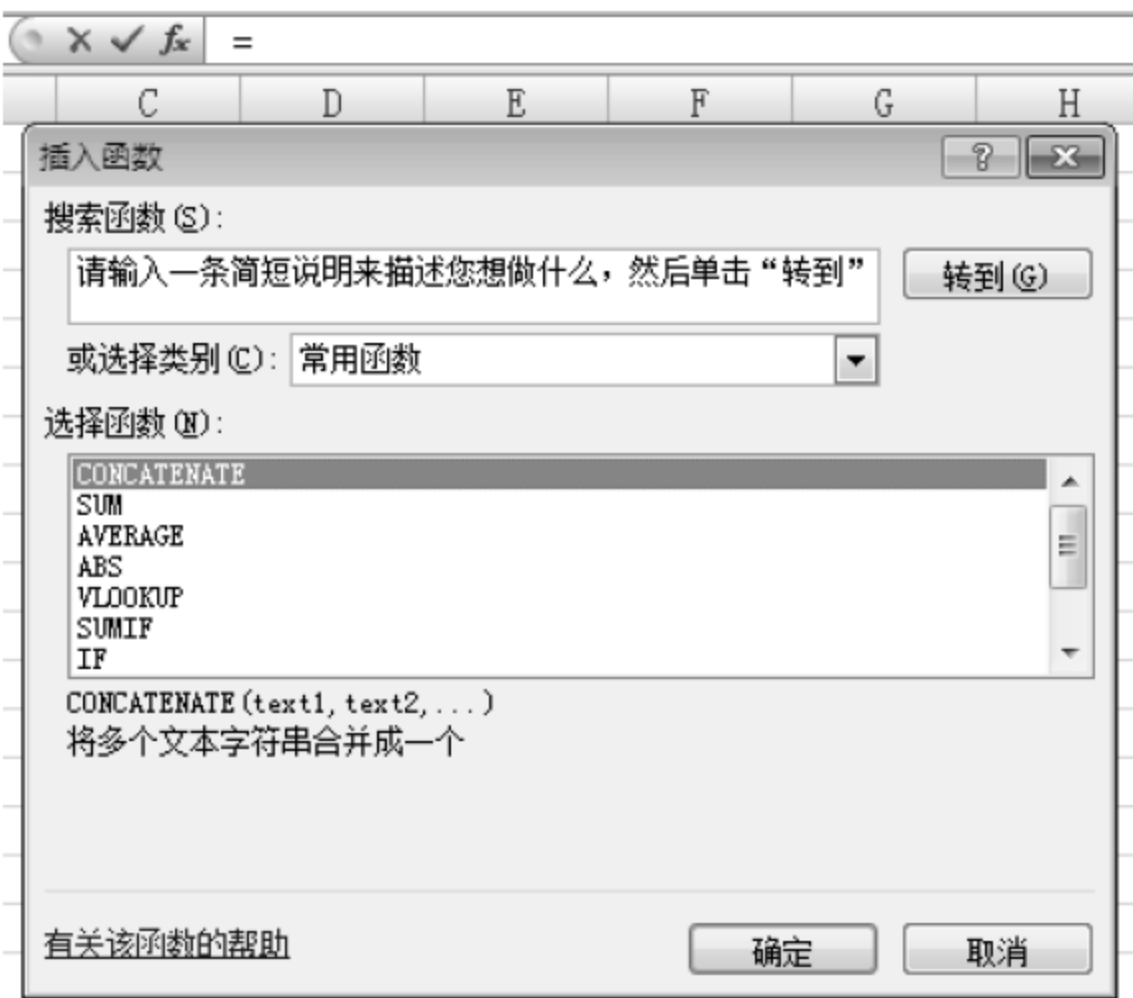 fx =
C D E F G H
插入函数
搜索函数(S):
请输入一条简短说明来描述您想做什么，然后单击“转到”
转到(G)
或选择类别(C): 常用函数
选择函数(N):
CONCATENATE
SUM
AVERAGE
ABS
VLOOKUP
SUMIF
IF
CONCATENATE(text1,text2,...)
将多个文本字符串合并成一个
有关该函数的帮助 确定 取消